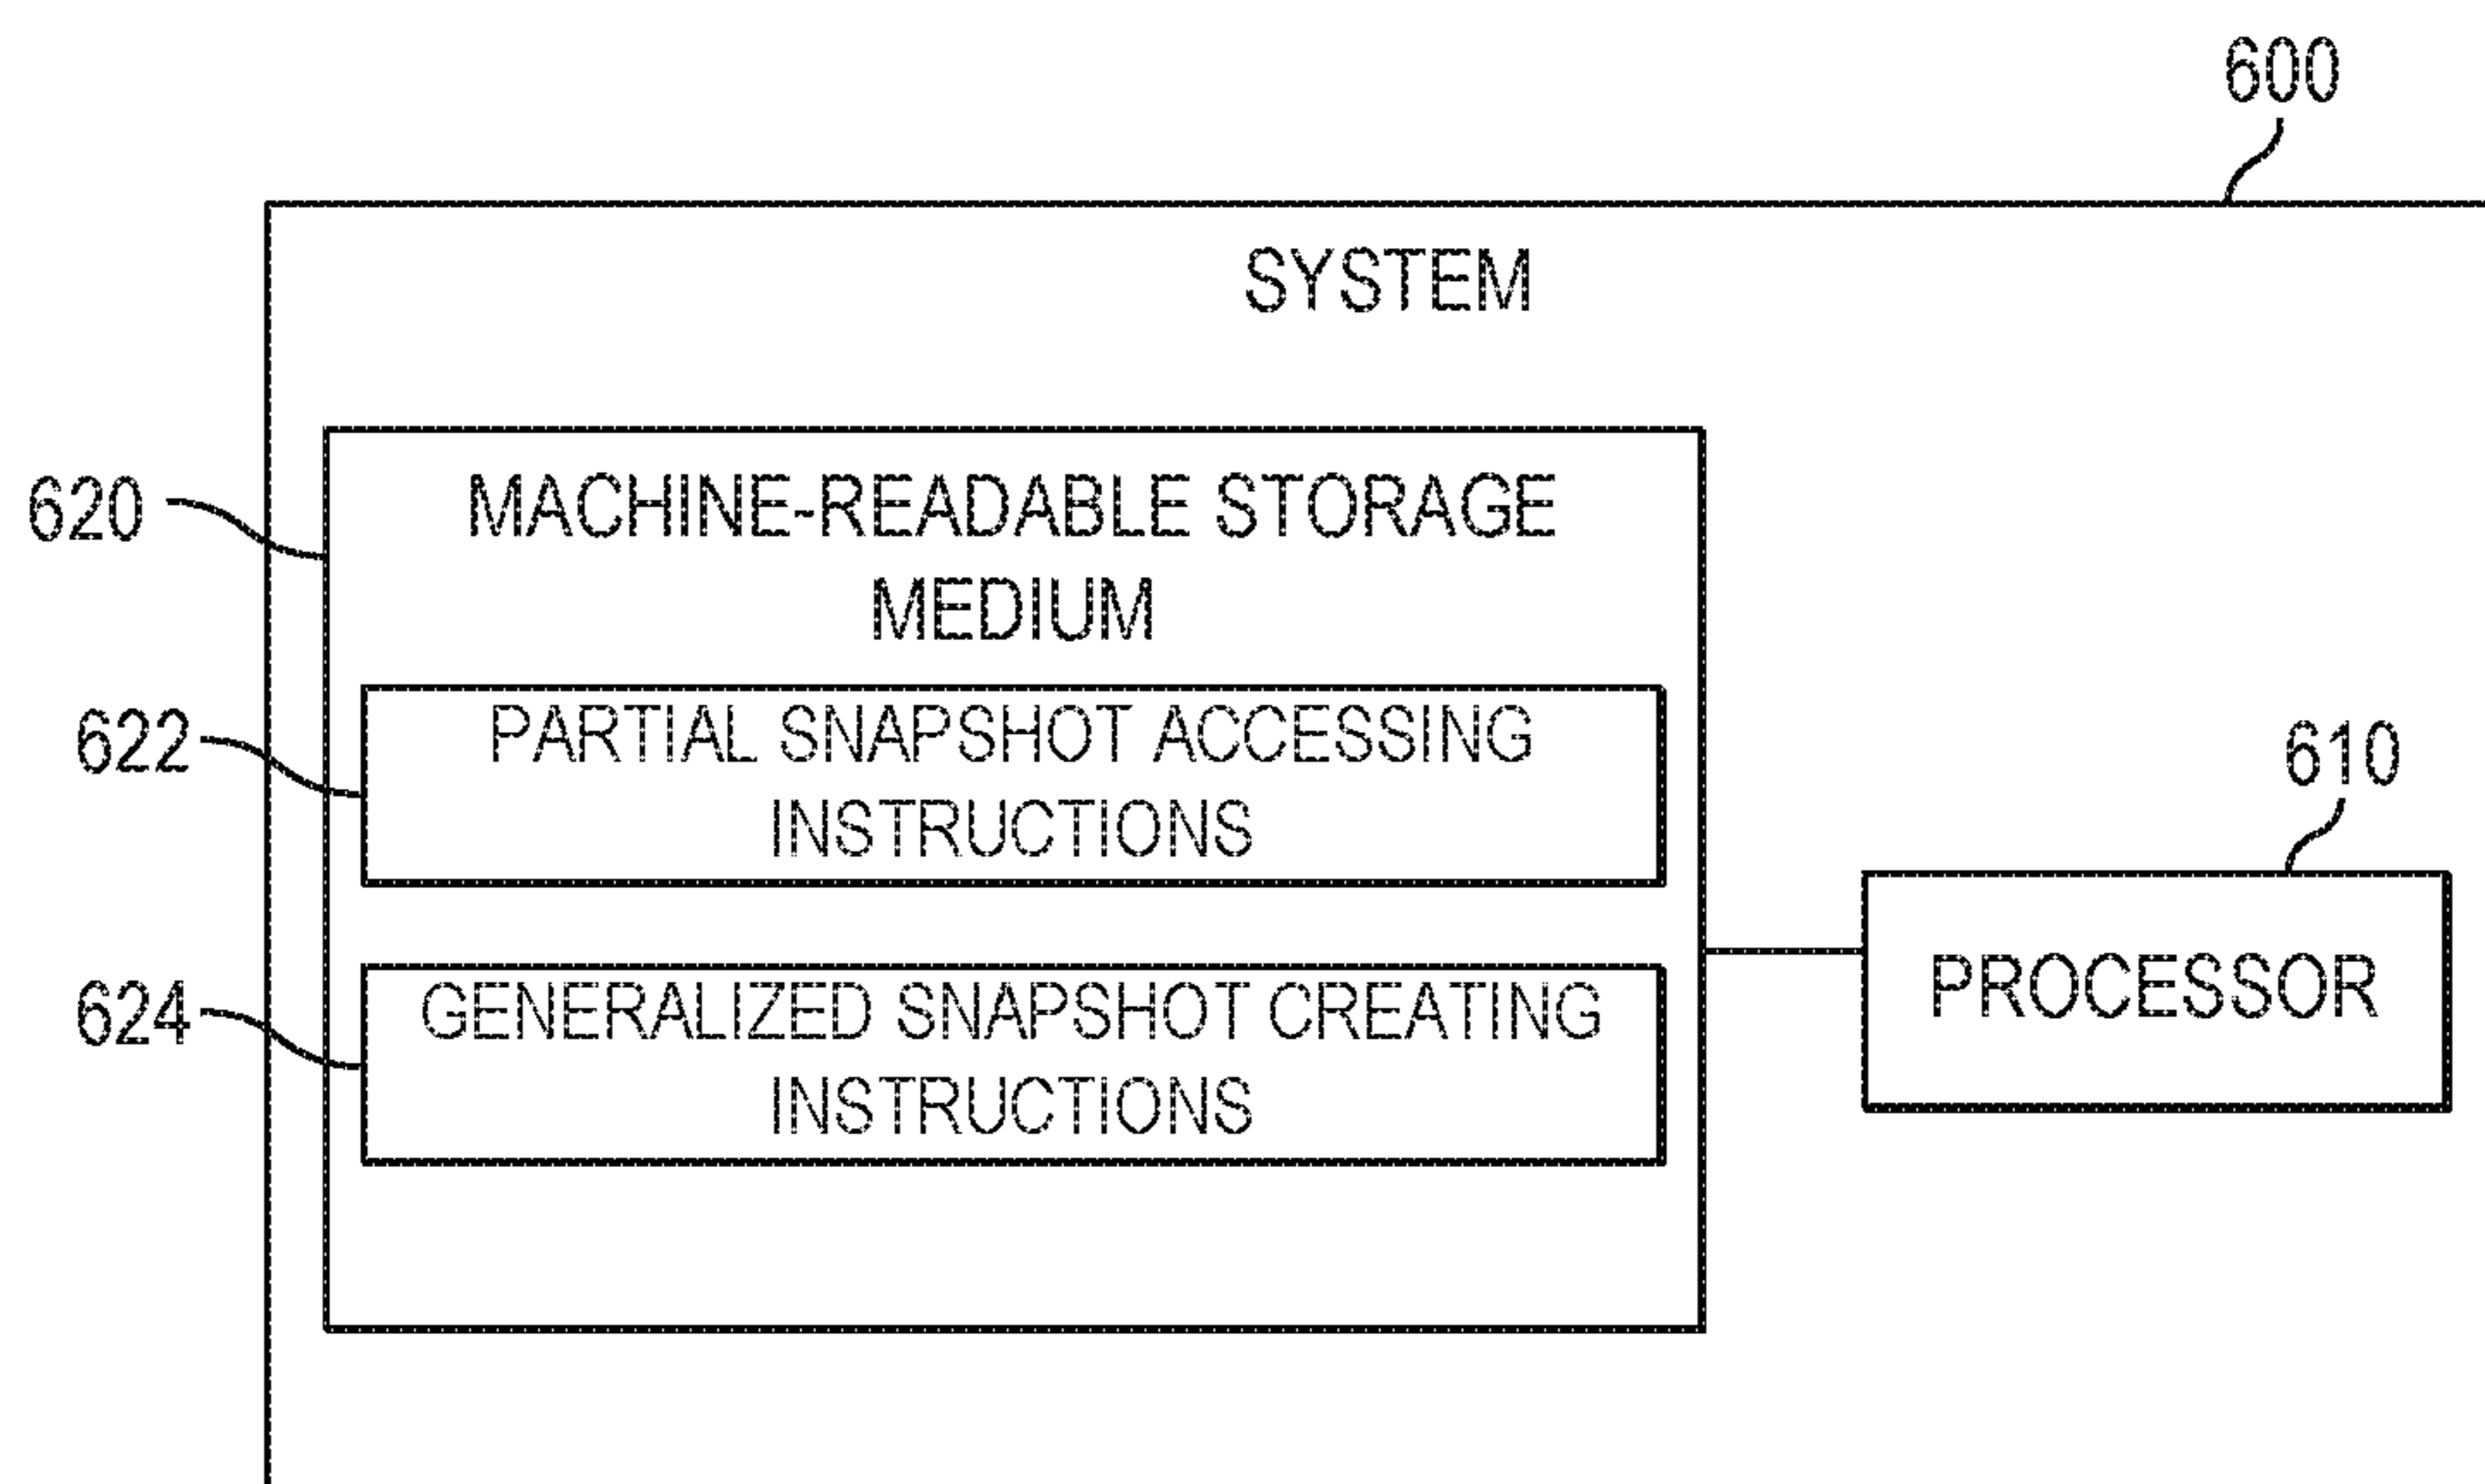 600
SYSTEM
620
MACHINE-READABLE STORAGE
MEDIUM
622
PARTIAL SNAPSHOT ACCESSING
INSTRUCTIONS
610
PROCESSOR
624
GENERALIZED SNAPSHOT CREATING
INSTRUCTIONS